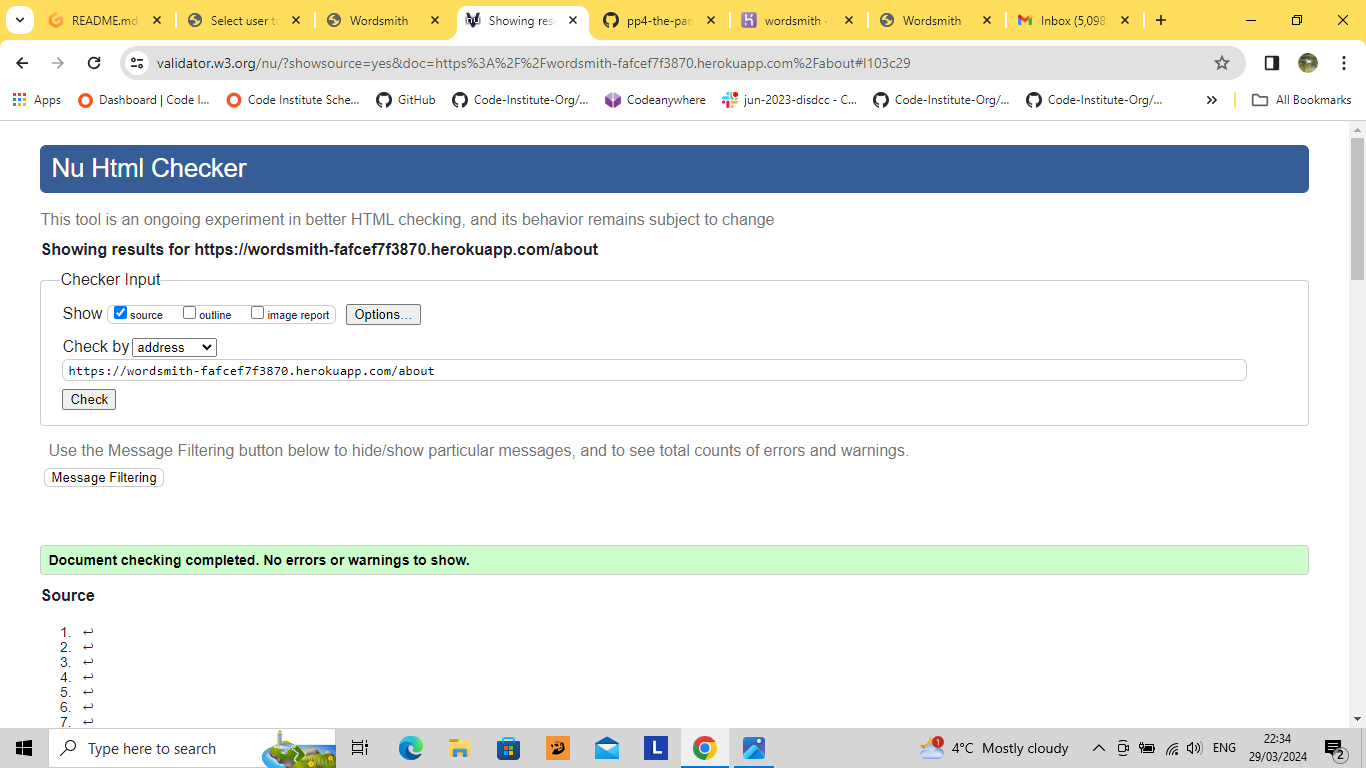 README.md
Select user to
Wordsmith
Showing res
pp4-the-par
wordsmith ·
Wordsmith
Inbox (5,098
validator.w3.org/nu/?showsource=yes&doc=https%3A%2F%2Fwordsmith-fafcef7f3870.herokuapp.com%2Fabout#l103c29
Apps
Dashboard | Code I...
Code Institute Sche...
GitHub
Code-Institute-Org/...
Codeanywhere
jun-2023-disdcc - C...
Code-Institute-Org/...
Code-Institute-Org/...
All Bookmarks
Nu Html Checker
This tool is an ongoing experiment in better HTML checking, and its behavior remains subject to change
Showing results for https://wordsmith-fafcef7f3870.herokuapp.com/about
Checker Input
Show source outline image report Options...
Check by address
https://wordsmith-fafcef7f3870.herokuapp.com/about
Check
Use the Message Filtering button below to hide/show particular messages, and to see total counts of errors and warnings.
Message Filtering
Document checking completed. No errors or warnings to show.
Source
1. ↩
2. ↩
3. ↩
4. ↩
5. ↩
6. ↩
7. ↩
Type here to search
1
4°C Mostly cloudy
ENG
22:34
29/03/2024
2